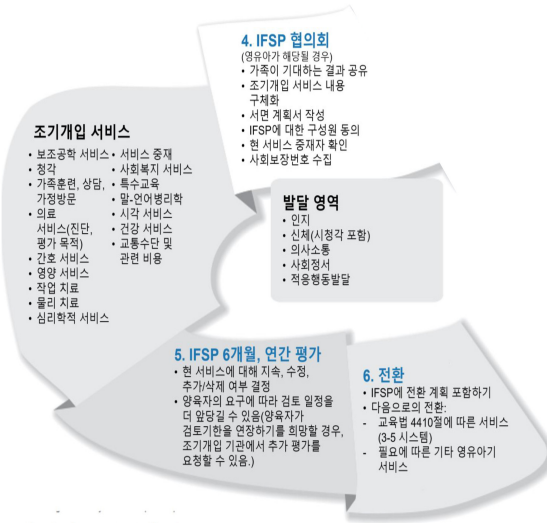 4. IFSP 협의회
(영유아가 해당될 경우)
• 가족이 기대하는 결과 공유
• 조기개입 서비스 내용
구체화
• 서면 계획서 작성
• IFSP에 대한 구성원 동의
• 현 서비스 중재자 확인
• 사회보장번호 수집
조기개입 서비스
• 보조공학 서비스
• 청각
• 가족훈련, 상담,
가정방문
• 의료
서비스(진단,
평가 목적)
• 간호 서비스
• 영양 서비스
• 작업 치료
• 물리 치료
• 심리학적 서비스
• 서비스 중재
• 사회복지 서비스
• 특수교육
• 말-언어병리학
• 시각 서비스
• 건강 서비스
• 교통수단 및
관련 비용
발달 영역
• 인지
• 신체(시청각 포함)
• 의사소통
• 사회정서
• 적응행동발달
5. IFSP 6개월, 연간 평가
• 현 서비스에 대해 지속, 수정,
추가/삭제 여부 결정
• 양육자의 요구에 따라 검토 일정을
더 앞당길 수 있음(양육자가
검토기한을 연장하기를 희망할 경우,
조기개입 기관에서 추가 평가를
요청할 수 있음.)
6. 전환
• IFSP에 전환 계획 포함하기
• 다음으로의 전환:
- 교육법 4410절에 따른 서비스
(3-5 시스템)
- 필요에 따른 기타 영유아기
서비스